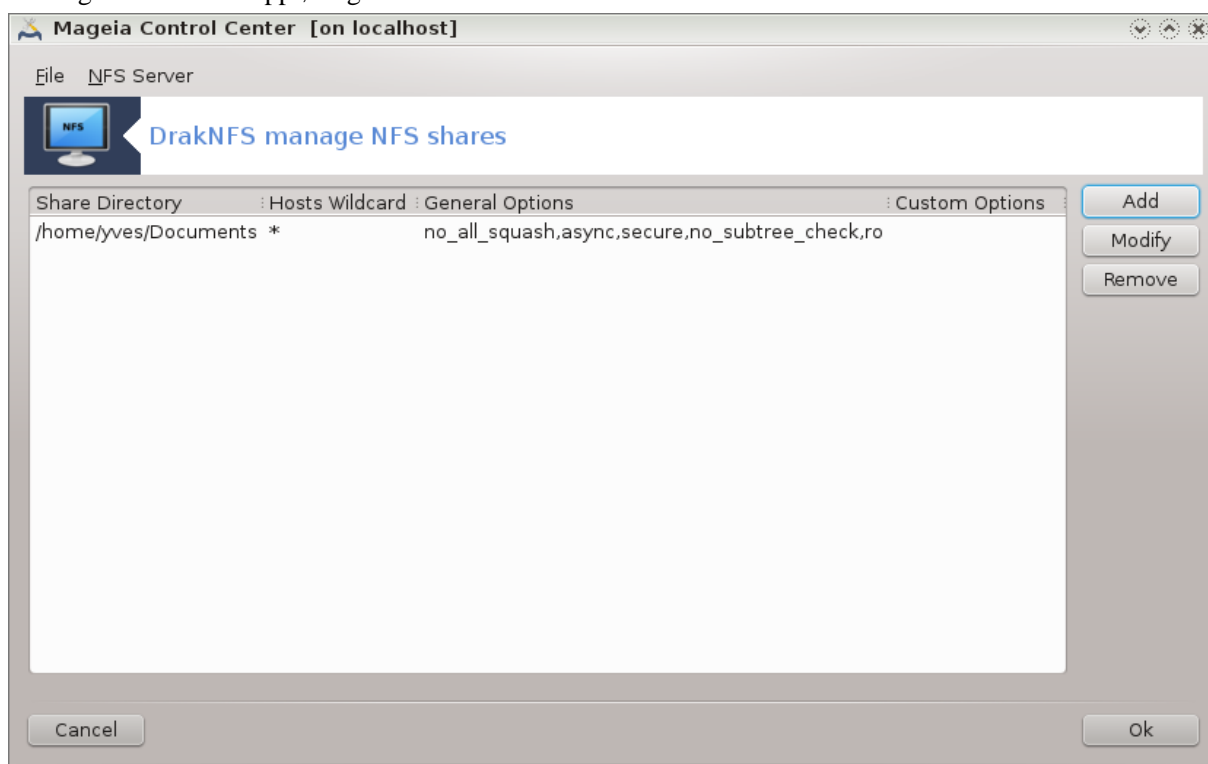 Mageia Control Center [on localhost]
File NFS Server
NFS
DrakNFS manage NFS shares
Share Directory Hosts Wildcard General Options Custom Options
/home/yves/Documents * no_all_squash,async,secure,no_subtree_check,ro
Add
Modify
Remove
Cancel Ok